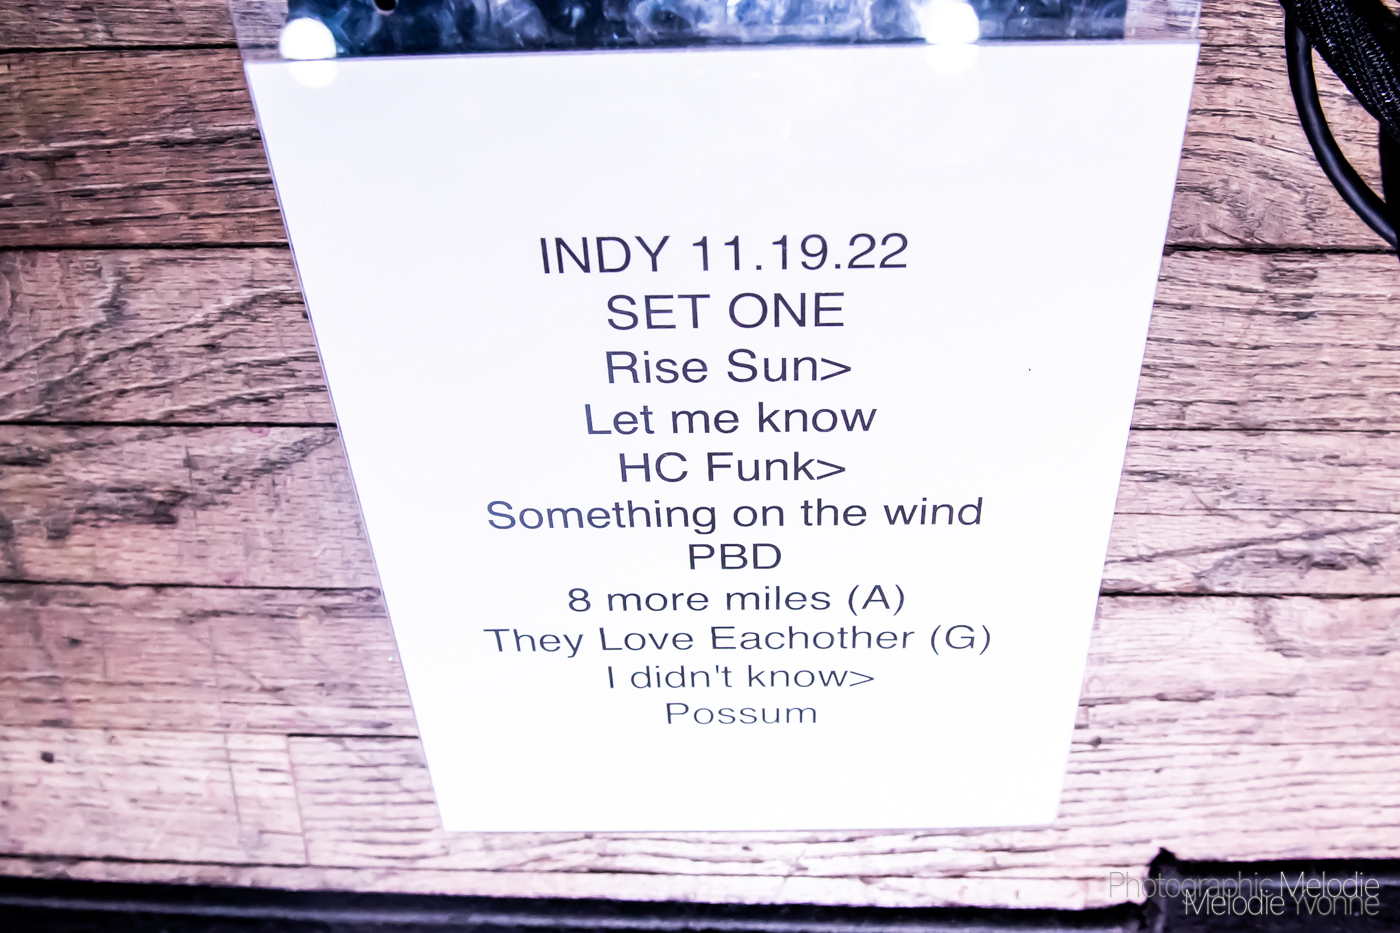 INDY 11.19.22
SET ONE
Rise Sun>
Let me know
HC Funk>
Something on the wind
PBD
8 more miles (A)
They Love Eachother (G)
I didn't know>
Possum
Photographic Melodie
Melodie Yvonne